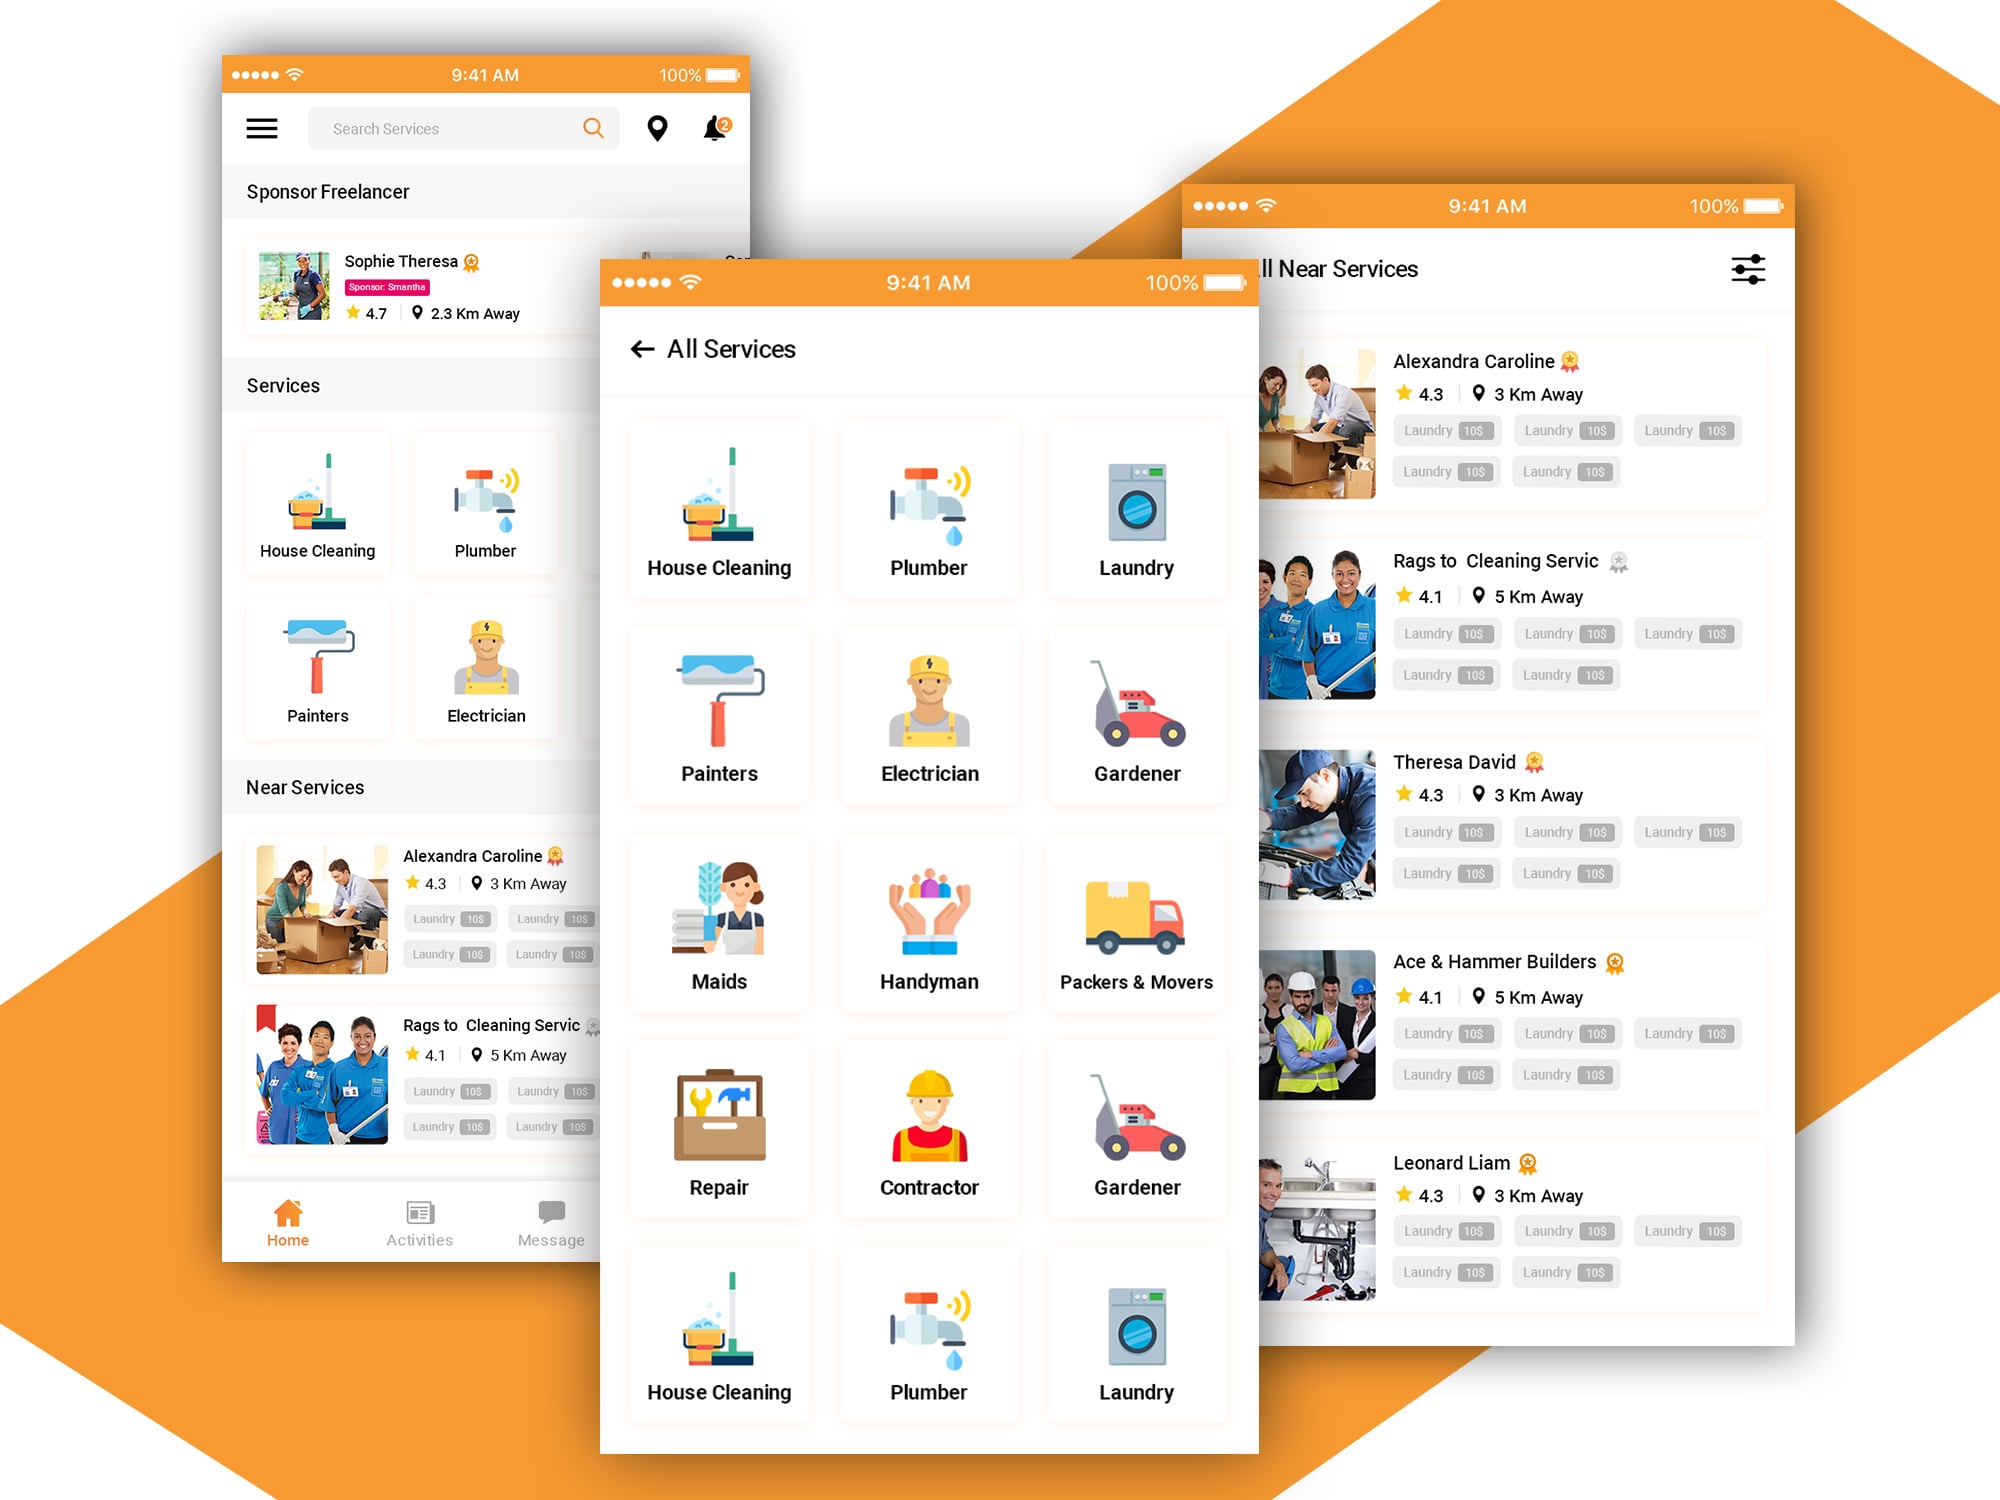 9:41 AM
100%
Search Services
2
Sponsor Freelancer
Sophie Theresa
Sponsor: Smantha
4.7
2.3 Km Away
Services
House Cleaning
Plumber
Painters
Electrician
Near Services
Alexandra Caroline
4.3
3 Km Away
Laundry 10$
Laundry 10$
Laundry 10$
Laundry 10$
Rags to Cleaning Servic
4.1
5 Km Away
Laundry 10$
Laundry 10$
Laundry 10$
Laundry 10$
Home
Activities
Message
9:41 AM
100%
All Services
House Cleaning
Plumber
Laundry
Painters
Electrician
Gardener
Maids
Handyman
Packers & Movers
Repair
Contractor
Gardener
House Cleaning
Plumber
Laundry
9:41 AM
100%
ll Near Services
Alexandra Caroline
4.3
3 Km Away
Laundry 10$
Laundry 10$
Laundry 10$
Laundry 10$
Laundry 10$
Rags to Cleaning Servic
4.1
5 Km Away
Laundry 10$
Laundry 10$
Laundry 10$
Laundry 10$
Laundry 10$
Theresa David
4.3
3 Km Away
Laundry 10$
Laundry 10$
Laundry 10$
Laundry 10$
Laundry 10$
Ace & Hammer Builders
4.1
5 Km Away
Laundry 10$
Laundry 10$
Laundry 10$
Laundry 10$
Laundry 10$
Leonard Liam
4.3
3 Km Away
Laundry 10$
Laundry 10$
Laundry 10$
Laundry 10$
Laundry 10$